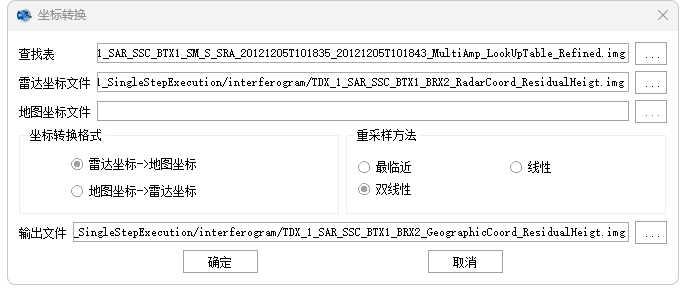 坐标转换
查找表 1_SAR_SSC_BTX1_SM_S_SRA_20121205T101835_20121205T101843_MultiAmp_LookUpTable_Refined.img ...
雷达坐标文件 l_SingleStepExecution/interferogram/TDX_1_SAR_SSC_BTX1_BRX2_RadarCoord_ResidualHeigt.img ...
地图坐标文件 ...
坐标转换格式 重采样方法
雷达坐标->地图坐标 最临近 线性
地图坐标->雷达坐标 双线性
输出文件 _SingleStepExecution/interferogram/TDX_1_SAR_SSC_BTX1_BRX2_GeographicCoord_ResidualHeigt.img ...
确定 取消